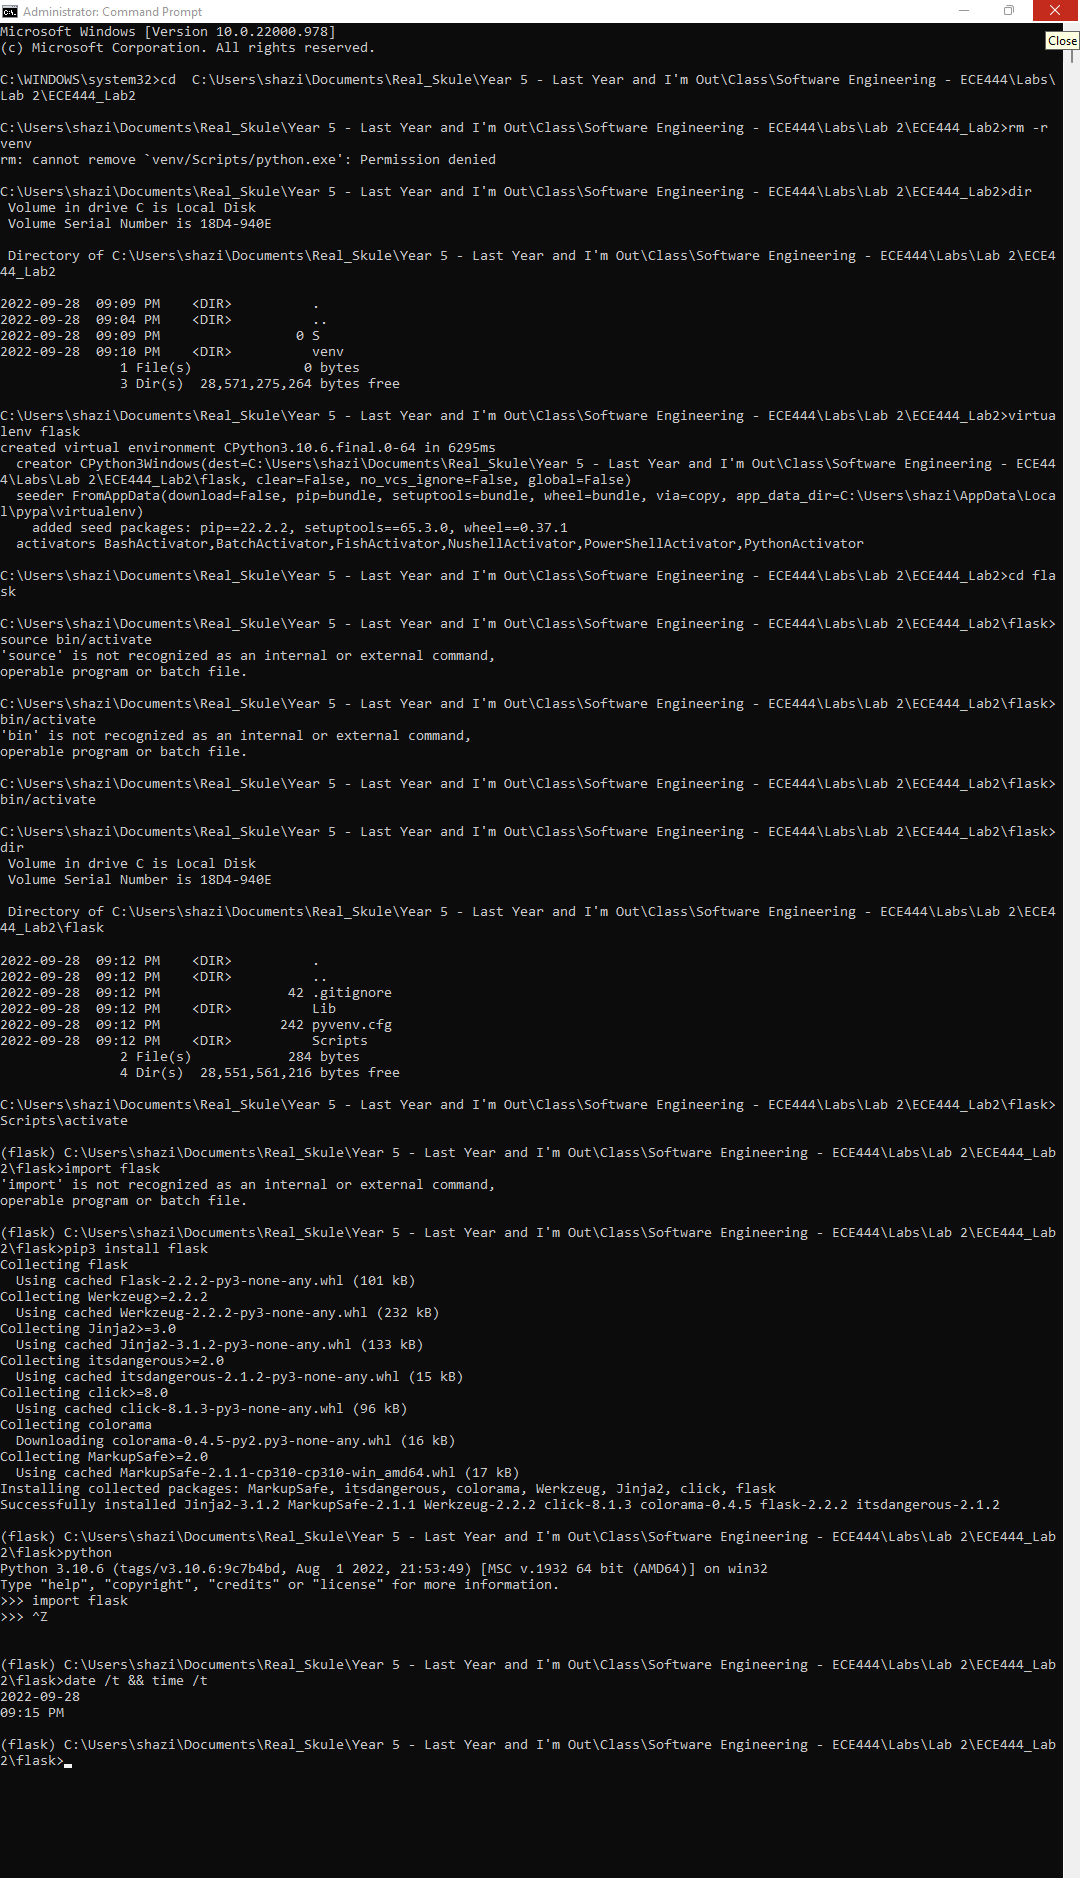 Administrator: Command Prompt
Microsoft Windows [Version 10.0.22000.978]
Close
(c) Microsoft Corporation. All rights reserved.
C:\WINDOWS\system32>cd  C:\Users\shazi\Documents\Real_Skule\Year 5 - Last Year and I'm Out\Class\Software Engineering - ECE444\Labs\
Lab 2\ECE444_Lab2
C:\Users\shazi\Documents\Real_Skule\Year 5 - Last Year and I'm Out\Class\Software Engineering - ECE444\Labs\Lab 2\ECE444_Lab2>rm -r
venv
rm: cannot remove `venv/Scripts/python.exe': Permission denied
C:\Users\shazi\Documents\Real_Skule\Year 5 - Last Year and I'm Out\Class\Software Engineering - ECE444\Labs\Lab 2\ECE444_Lab2>dir
 Volume in drive C is Local Disk
 Volume Serial Number is 18D4-940E
 Directory of C:\Users\shazi\Documents\Real_Skule\Year 5 - Last Year and I'm Out\Class\Software Engineering - ECE444\Labs\Lab 2\ECE4
44_Lab2
2022-09-28  09:09 PM    <DIR>          .
2022-09-28  09:04 PM    <DIR>          ..
2022-09-28  09:09 PM                 0 S
2022-09-28  09:10 PM    <DIR>          venv
               1 File(s)              0 bytes
               3 Dir(s)  28,571,275,264 bytes free
C:\Users\shazi\Documents\Real_Skule\Year 5 - Last Year and I'm Out\Class\Software Engineering - ECE444\Labs\Lab 2\ECE444_Lab2>virtua
lenv flask
created virtual environment CPython3.10.6.final.0-64 in 6295ms
  creator CPython3Windows(dest=C:\Users\shazi\Documents\Real_Skule\Year 5 - Last Year and I'm Out\Class\Software Engineering - ECE44
4\Labs\Lab 2\ECE444_Lab2\flask, clear=False, no_vcs_ignore=False, global=False)
  seeder FromAppData(download=False, pip=bundle, setuptools=bundle, wheel=bundle, via=copy, app_data_dir=C:\Users\shazi\AppData\Loca
l\pypa\virtualenv)
    added seed packages: pip==22.2.2, setuptools==65.3.0, wheel==0.37.1
  activators BashActivator,BatchActivator,FishActivator,NushellActivator,PowerShellActivator,PythonActivator
C:\Users\shazi\Documents\Real_Skule\Year 5 - Last Year and I'm Out\Class\Software Engineering - ECE444\Labs\Lab 2\ECE444_Lab2>cd fla
sk
C:\Users\shazi\Documents\Real_Skule\Year 5 - Last Year and I'm Out\Class\Software Engineering - ECE444\Labs\Lab 2\ECE444_Lab2\flask>
source bin/activate
'source' is not recognized as an internal or external command,
operable program or batch file.
C:\Users\shazi\Documents\Real_Skule\Year 5 - Last Year and I'm Out\Class\Software Engineering - ECE444\Labs\Lab 2\ECE444_Lab2\flask>
bin/activate
'bin' is not recognized as an internal or external command,
operable program or batch file.
C:\Users\shazi\Documents\Real_Skule\Year 5 - Last Year and I'm Out\Class\Software Engineering - ECE444\Labs\Lab 2\ECE444_Lab2\flask>
bin/activate
C:\Users\shazi\Documents\Real_Skule\Year 5 - Last Year and I'm Out\Class\Software Engineering - ECE444\Labs\Lab 2\ECE444_Lab2\flask>
dir
 Volume in drive C is Local Disk
 Volume Serial Number is 18D4-940E
 Directory of C:\Users\shazi\Documents\Real_Skule\Year 5 - Last Year and I'm Out\Class\Software Engineering - ECE444\Labs\Lab 2\ECE4
44_Lab2\flask
2022-09-28  09:12 PM    <DIR>          .
2022-09-28  09:12 PM    <DIR>          ..
2022-09-28  09:12 PM                42 .gitignore
2022-09-28  09:12 PM    <DIR>          Lib
2022-09-28  09:12 PM               242 pyvenv.cfg
2022-09-28  09:12 PM    <DIR>          Scripts
               2 File(s)            284 bytes
               4 Dir(s)  28,551,561,216 bytes free
C:\Users\shazi\Documents\Real_Skule\Year 5 - Last Year and I'm Out\Class\Software Engineering - ECE444\Labs\Lab 2\ECE444_Lab2\flask>
Scripts\activate
(flask) C:\Users\shazi\Documents\Real_Skule\Year 5 - Last Year and I'm Out\Class\Software Engineering - ECE444\Labs\Lab 2\ECE444_Lab
2\flask>import flask
'import' is not recognized as an internal or external command,
operable program or batch file.
(flask) C:\Users\shazi\Documents\Real_Skule\Year 5 - Last Year and I'm Out\Class\Software Engineering - ECE444\Labs\Lab 2\ECE444_Lab
2\flask>pip3 install flask
Collecting flask
  Using cached Flask-2.2.2-py3-none-any.whl (101 kB)
Collecting Werkzeug>=2.2.2
  Using cached Werkzeug-2.2.2-py3-none-any.whl (232 kB)
Collecting Jinja2>=3.0
  Using cached Jinja2-3.1.2-py3-none-any.whl (133 kB)
Collecting itsdangerous>=2.0
  Using cached itsdangerous-2.1.2-py3-none-any.whl (15 kB)
Collecting click>=8.0
  Using cached click-8.1.3-py3-none-any.whl (96 kB)
Collecting colorama
  Downloading colorama-0.4.5-py2.py3-none-any.whl (16 kB)
Collecting MarkupSafe>=2.0
  Using cached MarkupSafe-2.1.1-cp310-cp310-win_amd64.whl (17 kB)
Installing collected packages: MarkupSafe, itsdangerous, colorama, Werkzeug, Jinja2, click, flask
Successfully installed Jinja2-3.1.2 MarkupSafe-2.1.1 Werkzeug-2.2.2 click-8.1.3 colorama-0.4.5 flask-2.2.2 itsdangerous-2.1.2
(flask) C:\Users\shazi\Documents\Real_Skule\Year 5 - Last Year and I'm Out\Class\Software Engineering - ECE444\Labs\Lab 2\ECE444_Lab
2\flask>python
Python 3.10.6 (tags/v3.10.6:9c7b4bd, Aug  1 2022, 21:53:49) [MSC v.1932 64 bit (AMD64)] on win32
Type "help", "copyright", "credits" or "license" for more information.
>>> import flask
>>> ^Z
(flask) C:\Users\shazi\Documents\Real_Skule\Year 5 - Last Year and I'm Out\Class\Software Engineering - ECE444\Labs\Lab 2\ECE444_Lab
2\flask>date /t && time /t
2022-09-28
09:15 PM
(flask) C:\Users\shazi\Documents\Real_Skule\Year 5 - Last Year and I'm Out\Class\Software Engineering - ECE444\Labs\Lab 2\ECE444_Lab
2\flask>